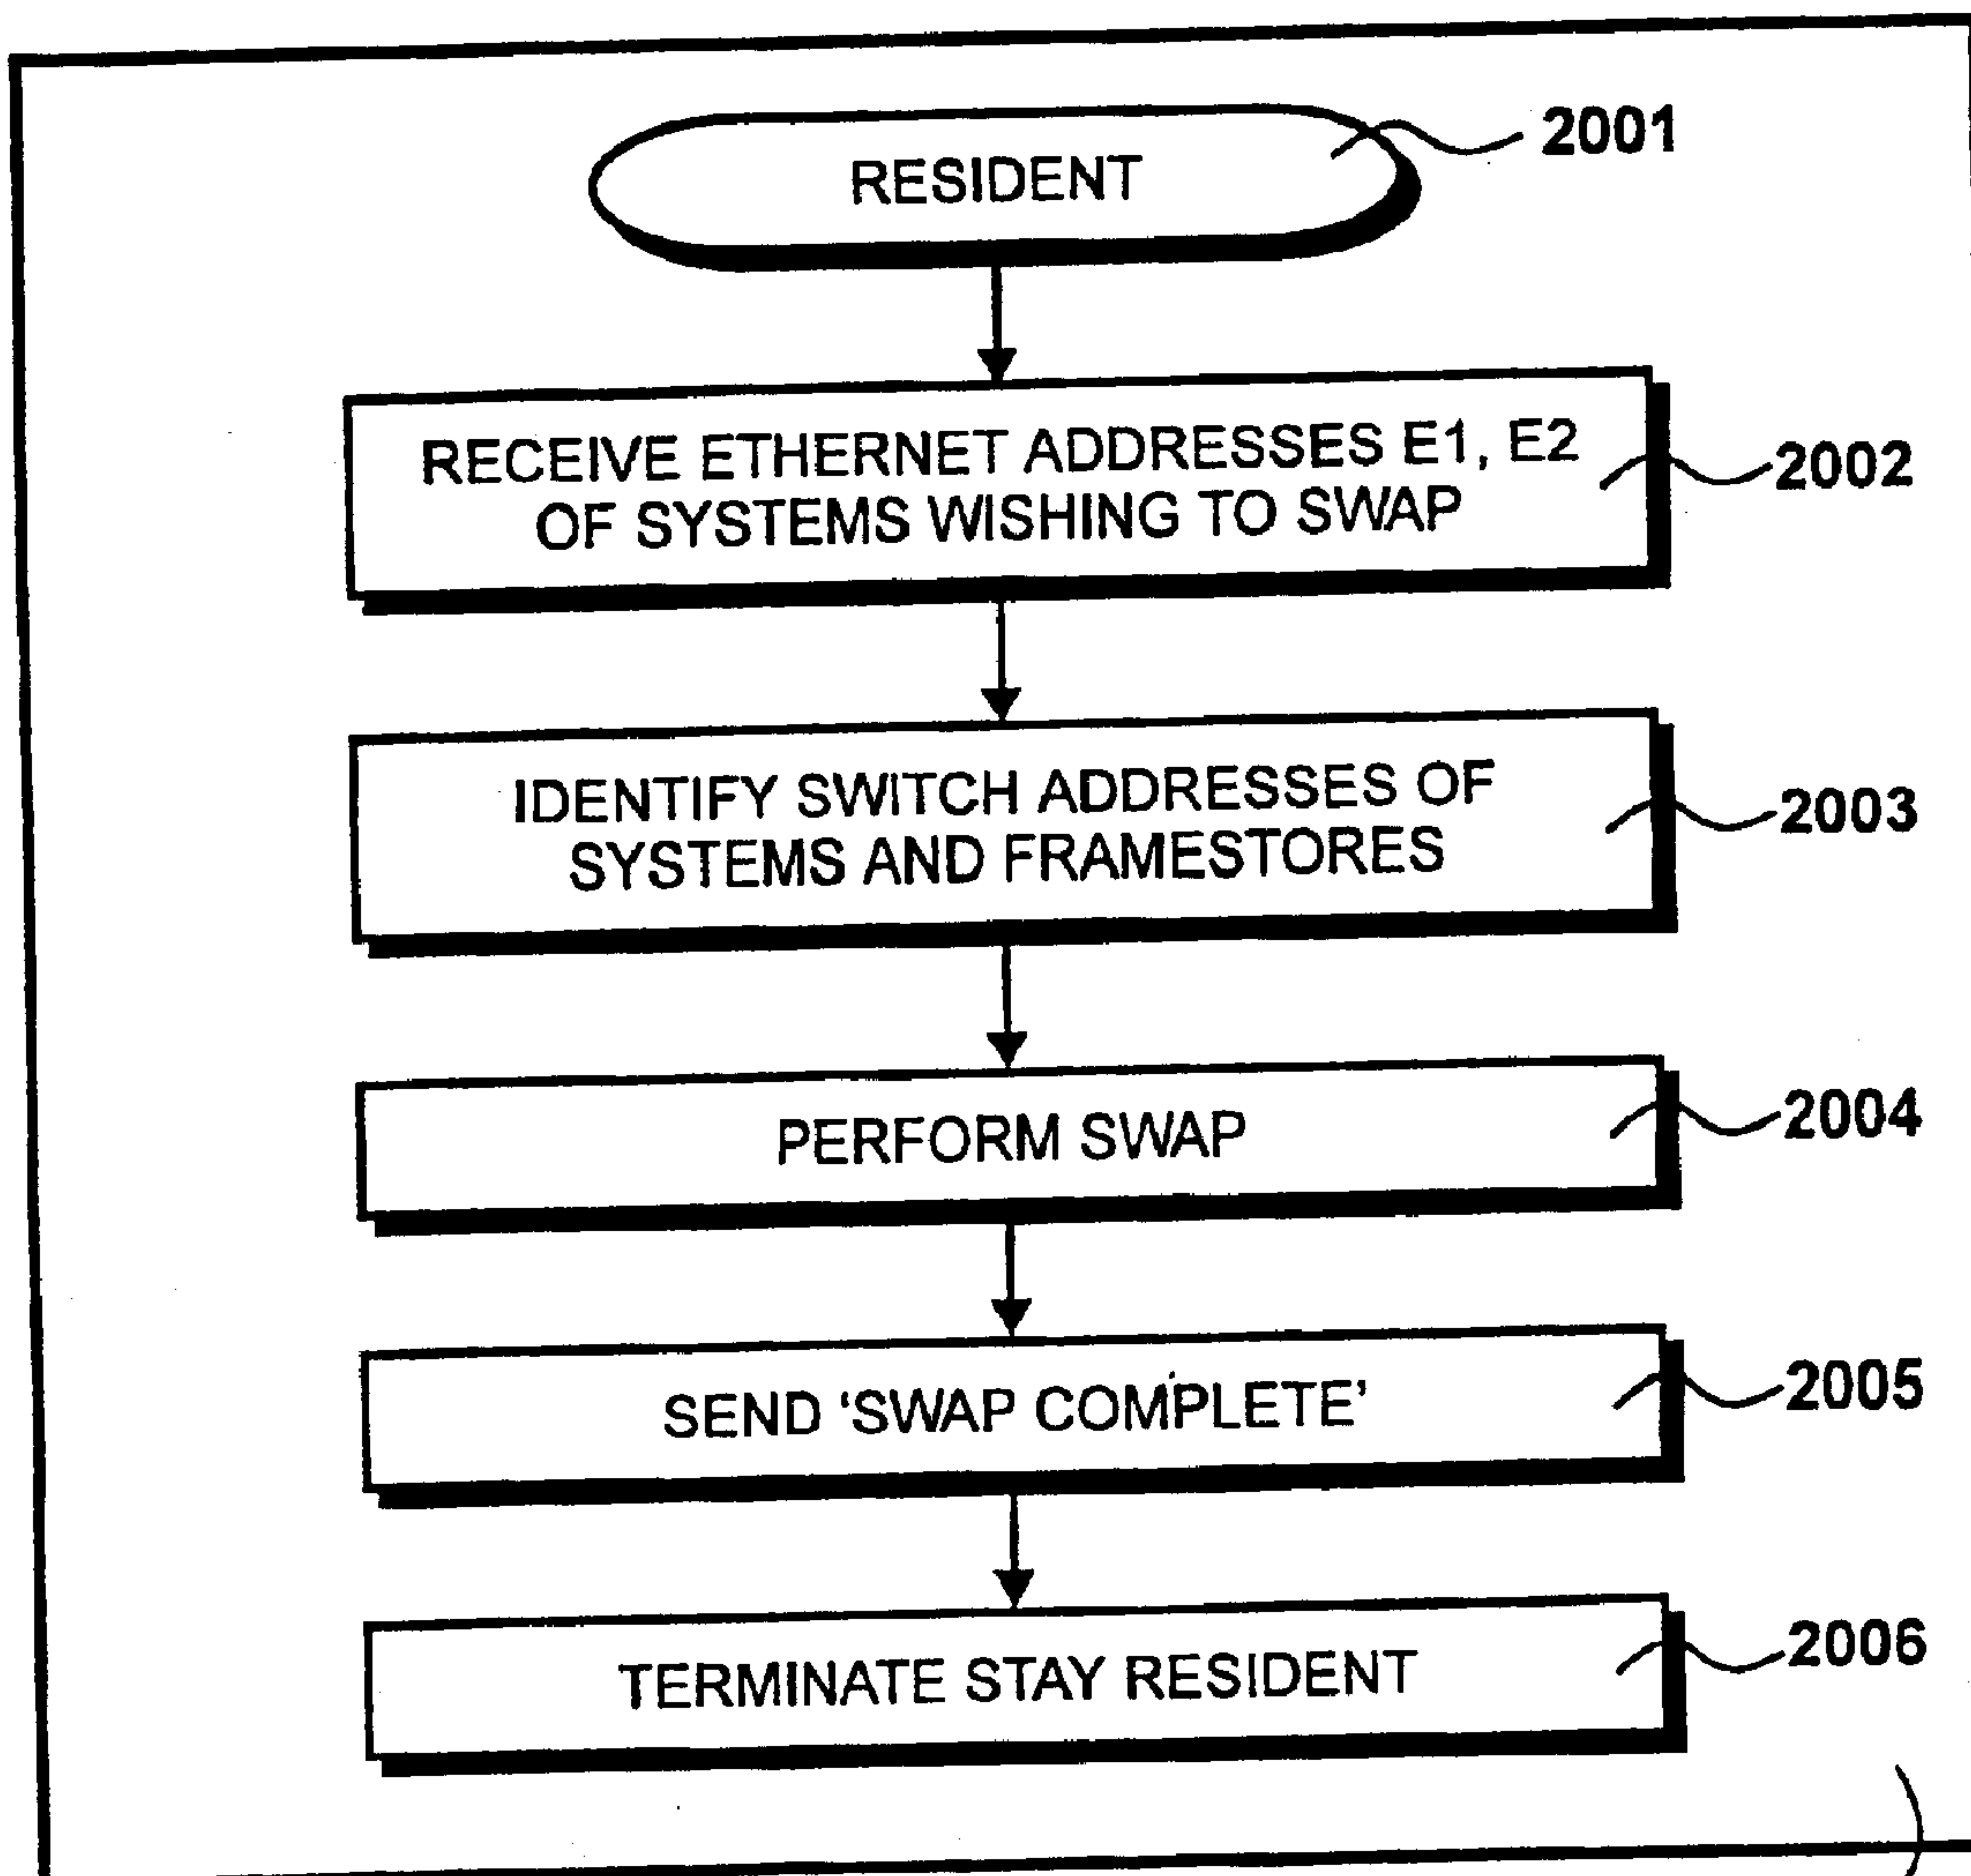 RESIDENT
2001
RECEIVE ETHERNET ADDRESSES E1, E2
OF SYSTEMS WISHING TO SWAP
2002
IDENTIFY SWITCH ADDRESSES OF
SYSTEMS AND FRAMESTORES
2003
PERFORM SWAP
2004
SEND ‘SWAP COMPLETE’
2005
TERMINATE STAY RESIDENT
2006